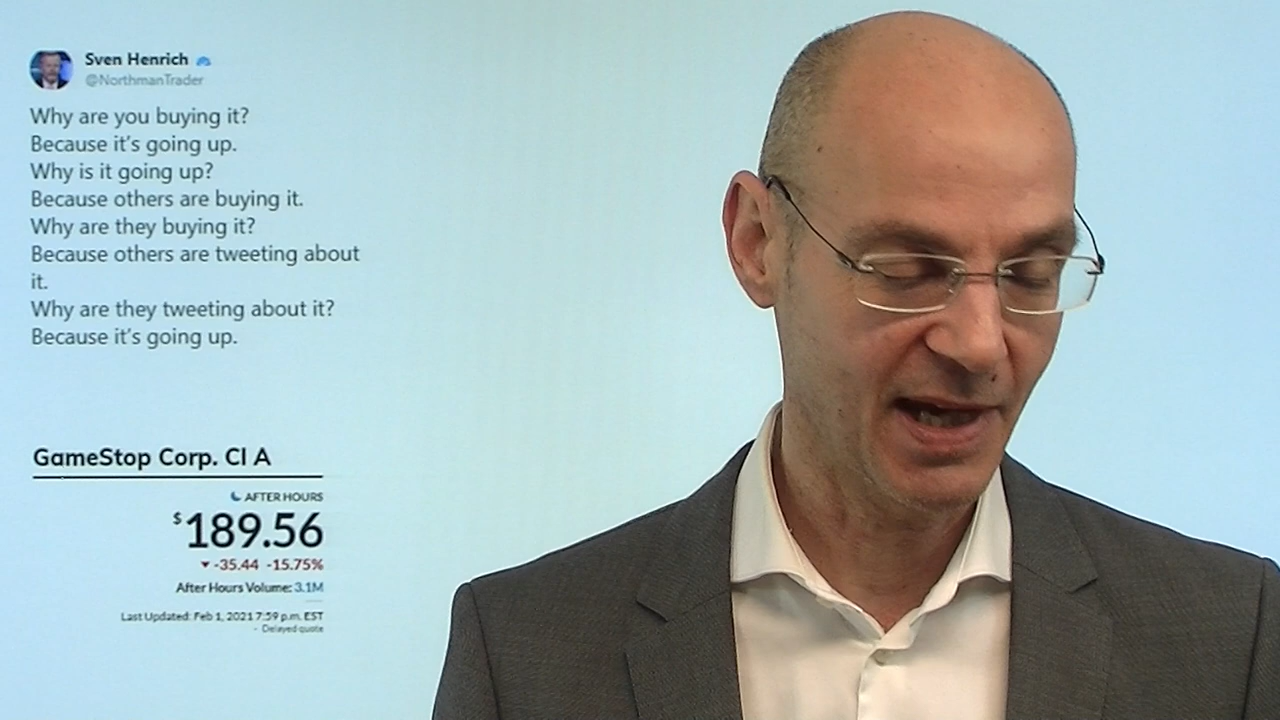 Sven Henrich
@NorthmanTrader
Why are you buying it?
Because it's going up.
Why is it going up?
Because others are buying it.
Why are they buying it?
Because others are tweeting about
it.
Why are they tweeting about it?
Because it's going up.
GameStop Corp. Cl A
AFTER HOURS
$189.56
-35.44 -15.75%
After Hours Volume: 3.1M
Last Updated: Feb 1, 2021 7:59 p.m. EST
- Delayed quote